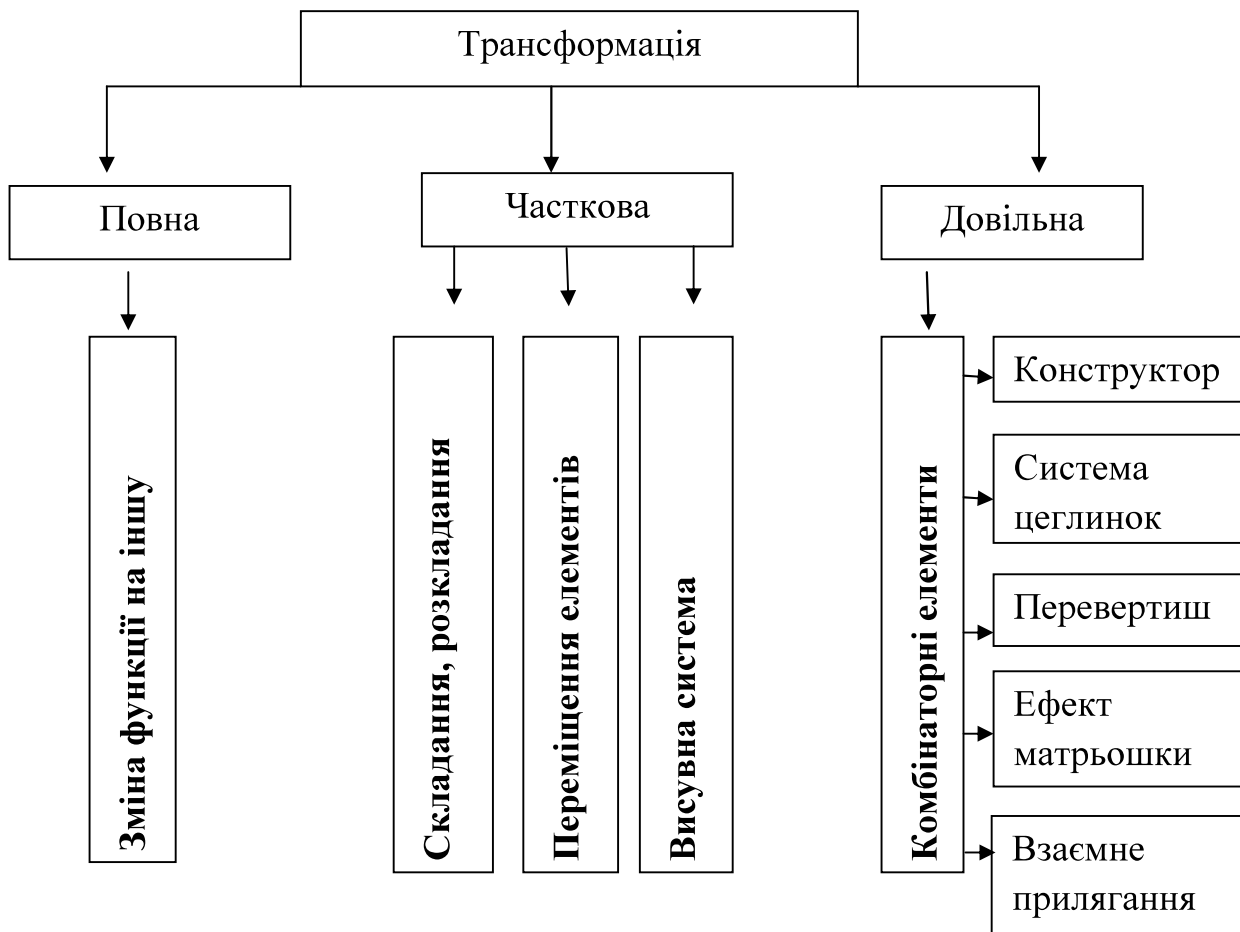 Трансформація
Повна
Часткова
Довільна
Зміна функції на іншу
Складання, розкладання
Переміщення елементів
Висувна система
Комбінаторні елементи
Конструктор
Система
цеглинок
Перевертиш
Ефект
матрьошки
Взаємне
прилягання